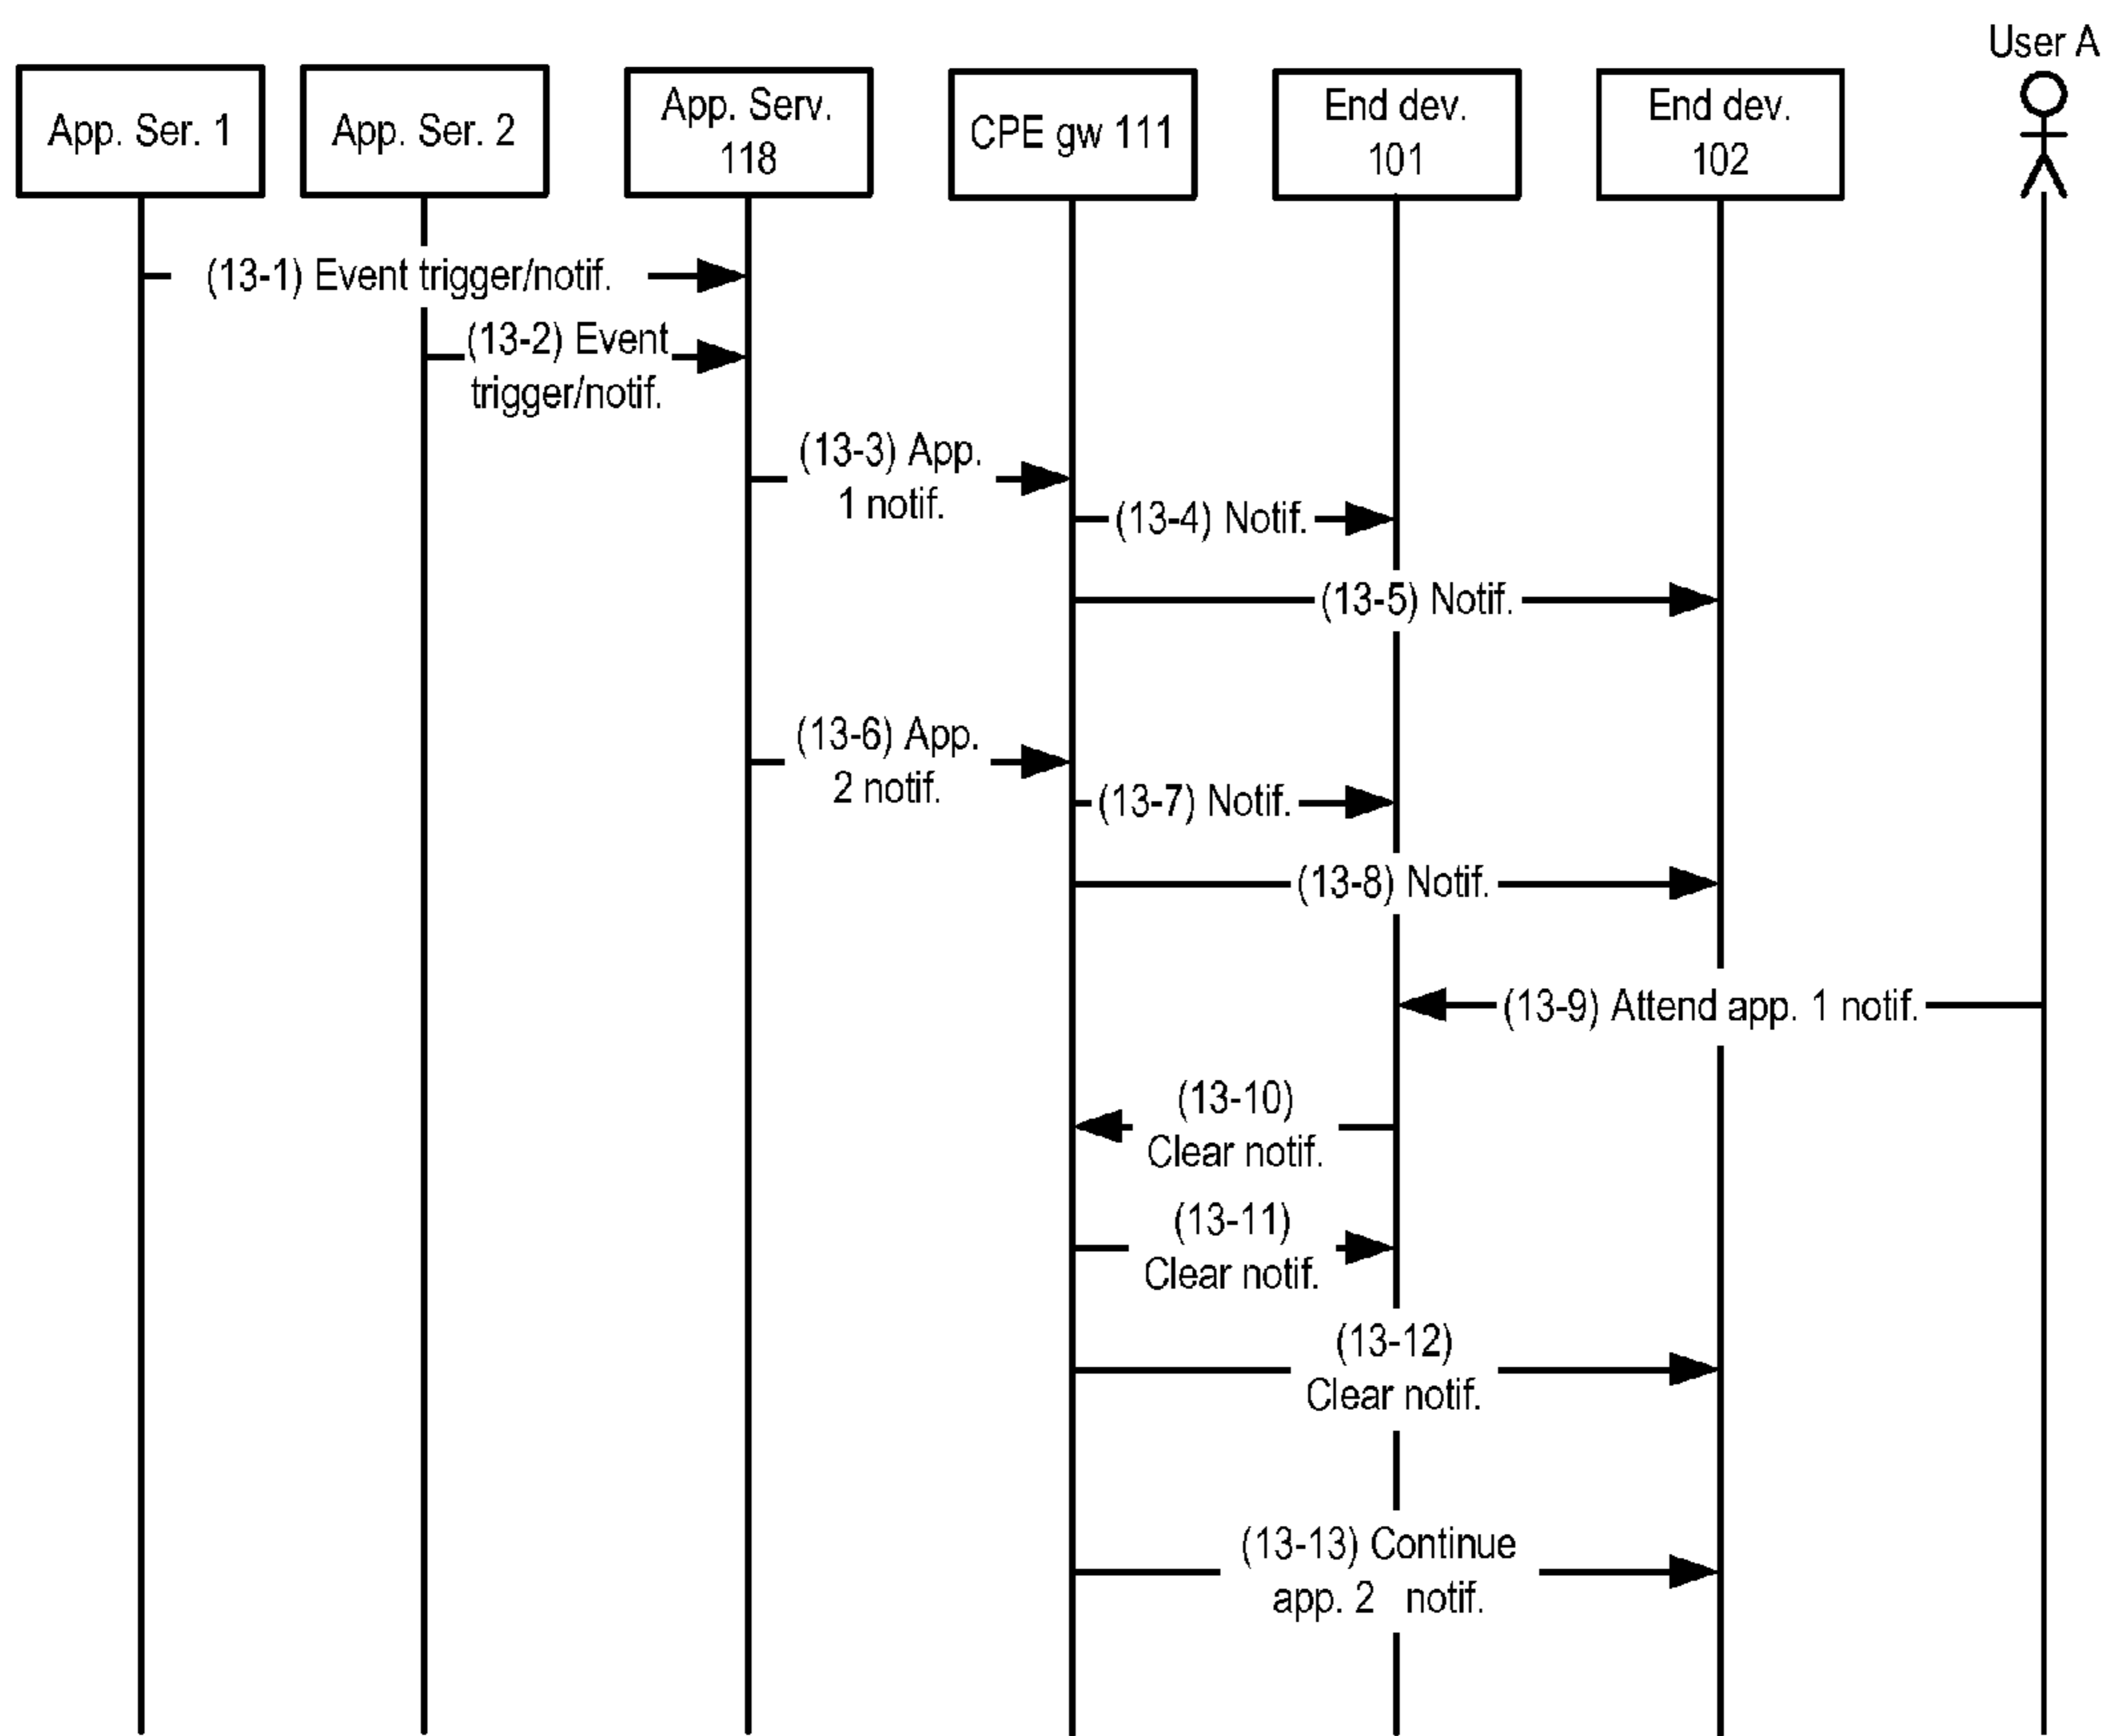 User A
App. Ser. 1
App. Ser. 2
App. Serv.
118
CPE gw 111
End dev.
101
End dev.
102
(13-1) Event trigger/notif.
(13-2) Event
trigger/notif.
(13-3) App.
1 notif.
(13-4) Notif.
(13-5) Notif.
(13-6) App.
2 notif.
(13-7) Notif.
(13-8) Notif.
(13-9) Attend app. 1 notif.
(13-10)
Clear notif.
(13-11)
Clear notif.
(13-12)
Clear notif.
(13-13) Continue
app. 2 notif.